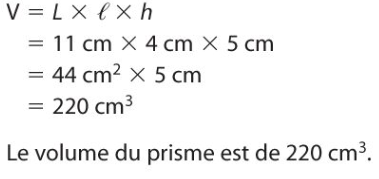 V = L × ℓ × h
= 11 cm × 4 cm × 5 cm
= 44 cm² × 5 cm
= 220 cm³
Le volume du prisme est de 220 cm³.